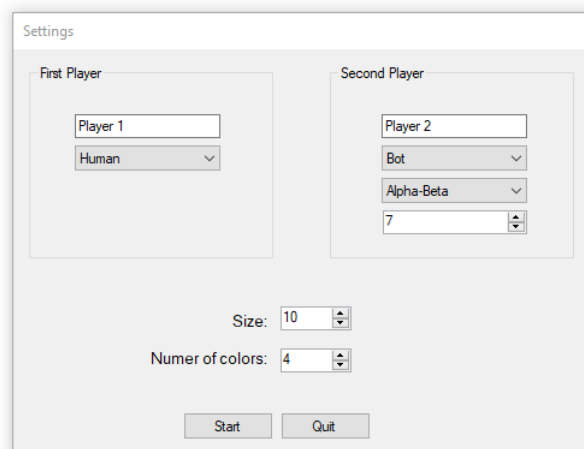 Settings
First Player
Second Player
Player 1
Player 2
Human
Bot
Alpha-Beta
7
Size: 10
Numer of colors: 4
Start Quit